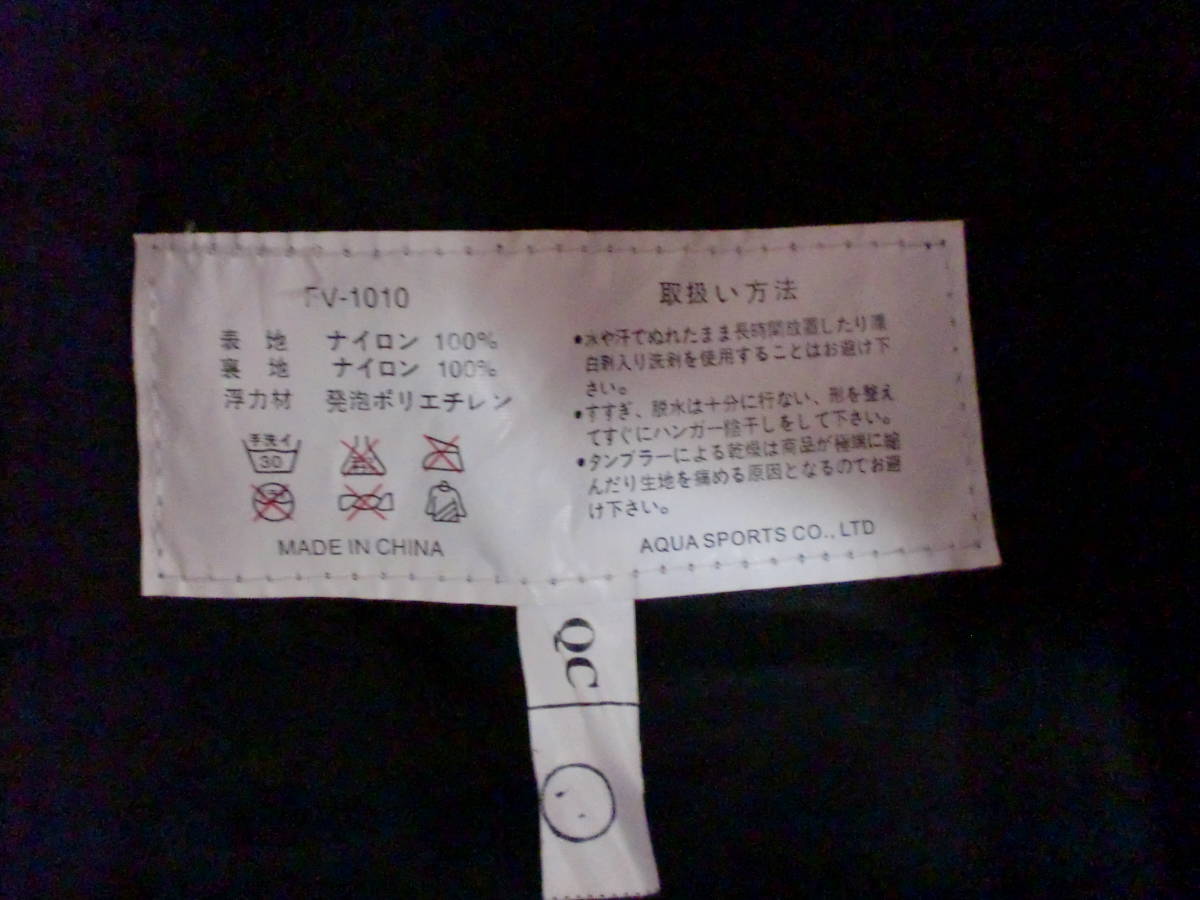 FV-1010
表 地 ナイロン 100%
裏 地 ナイロン 100%
浮力材 発泡ポリエチレン
手洗イ
30
MADE IN CHINA
取扱い方法
•水や汗でぬれたまま長時間放置したり漂
白剤入り洗剤を使用することはお避け下
さい。
•すすぎ、脱水は十分に行ない、形を整え
てすぐにハンガー陰干しをして下さい。
•タンブラーによる乾燥は商品が極端に縮
んだり生地を痛める原因となるのでお避
け下さい。
AQUA SPORTS CO., LTD
QC